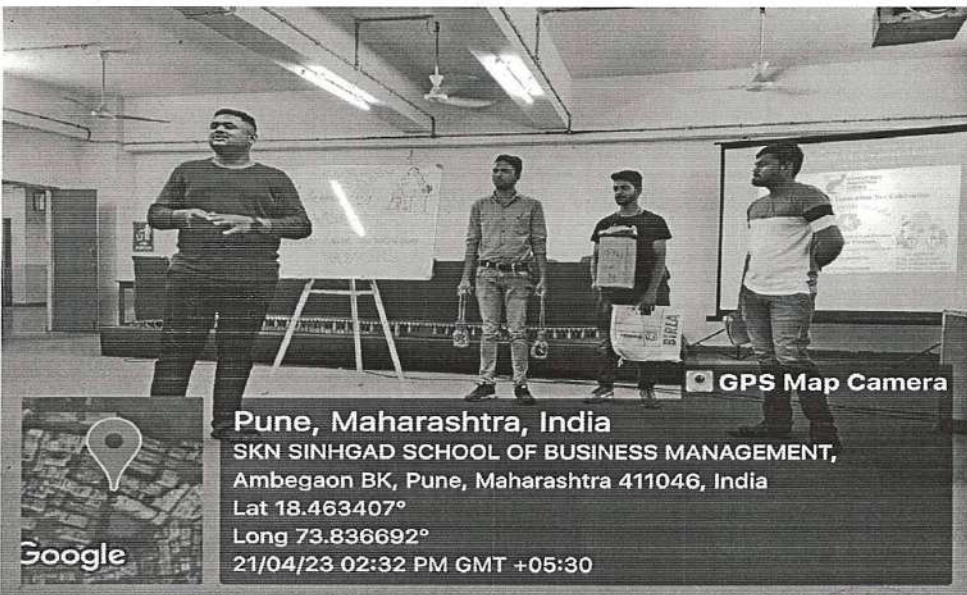 BIRLA
GPS Map Camera
Pune, Maharashtra, India
SKN SINHGAD SCHOOL OF BUSINESS MANAGEMENT,
Ambegaon BK, Pune, Maharashtra 411046, India
Lat 18.463407°
Long 73.836692°
21/04/23 02:32 PM GMT +05:30
Google